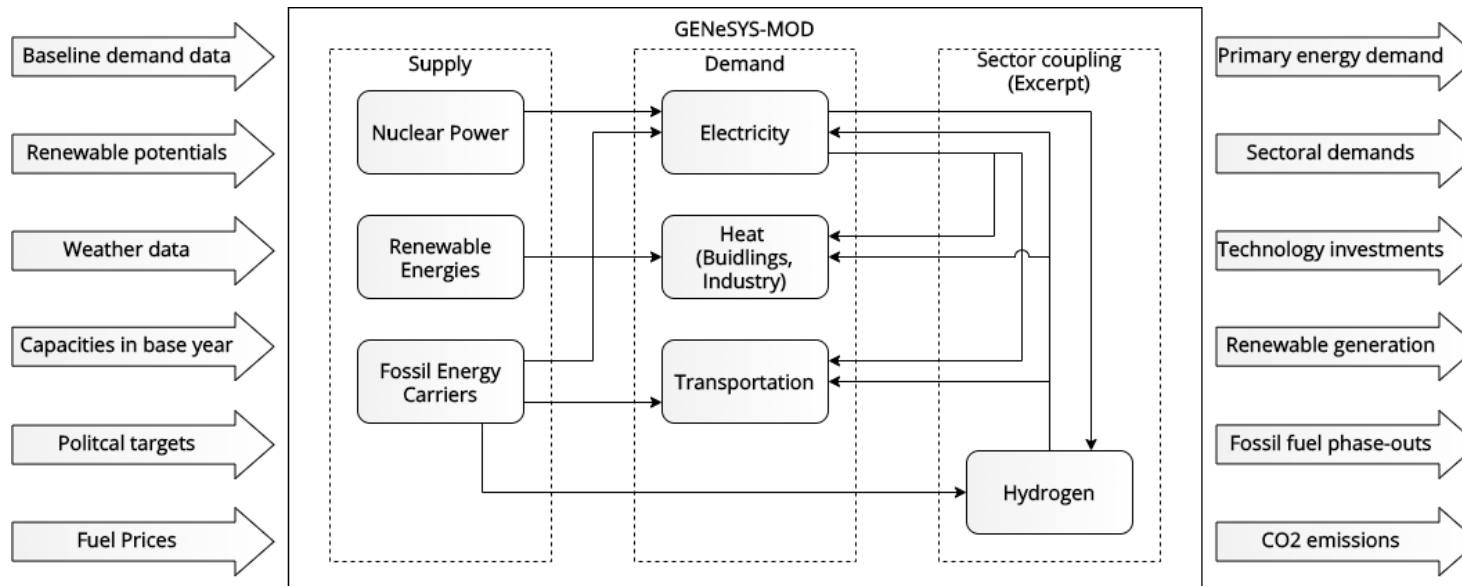 Baseline demand data
Renewable potentials
Weather data
Capacities in base year
Politcal targets
Fuel Prices
GENeSYS-MOD
Supply
Nuclear Power
Renewable
Energies
Fossil Energy
Carriers
Demand
Electricity
Heat
(Buidlings,
Industry)
Transportation
Sector coupling
(Excerpt)
Hydrogen
Primary energy demand
Sectoral demands
Technology investments
Renewable generation
Fossil fuel phase-outs
CO2 emissions